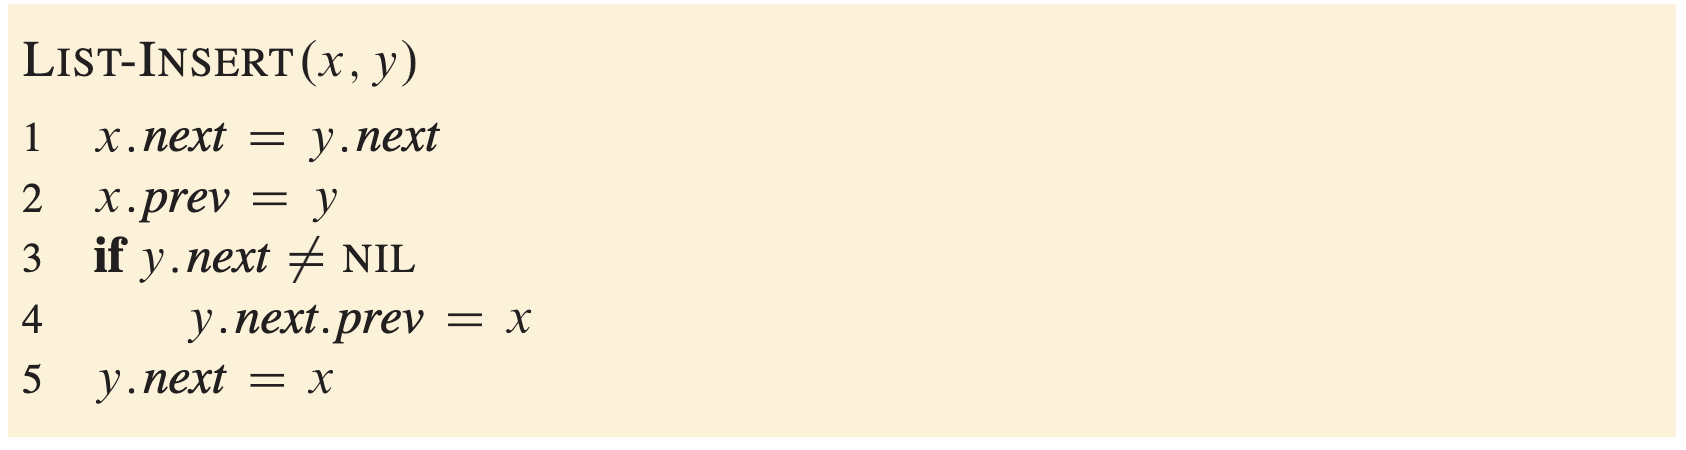 LIST-INSERT(x, y)
1 x.next = y.next
2 x.prev = y
3 if y.next ≠ NIL
4 y.next.prev = x
5 y.next = x